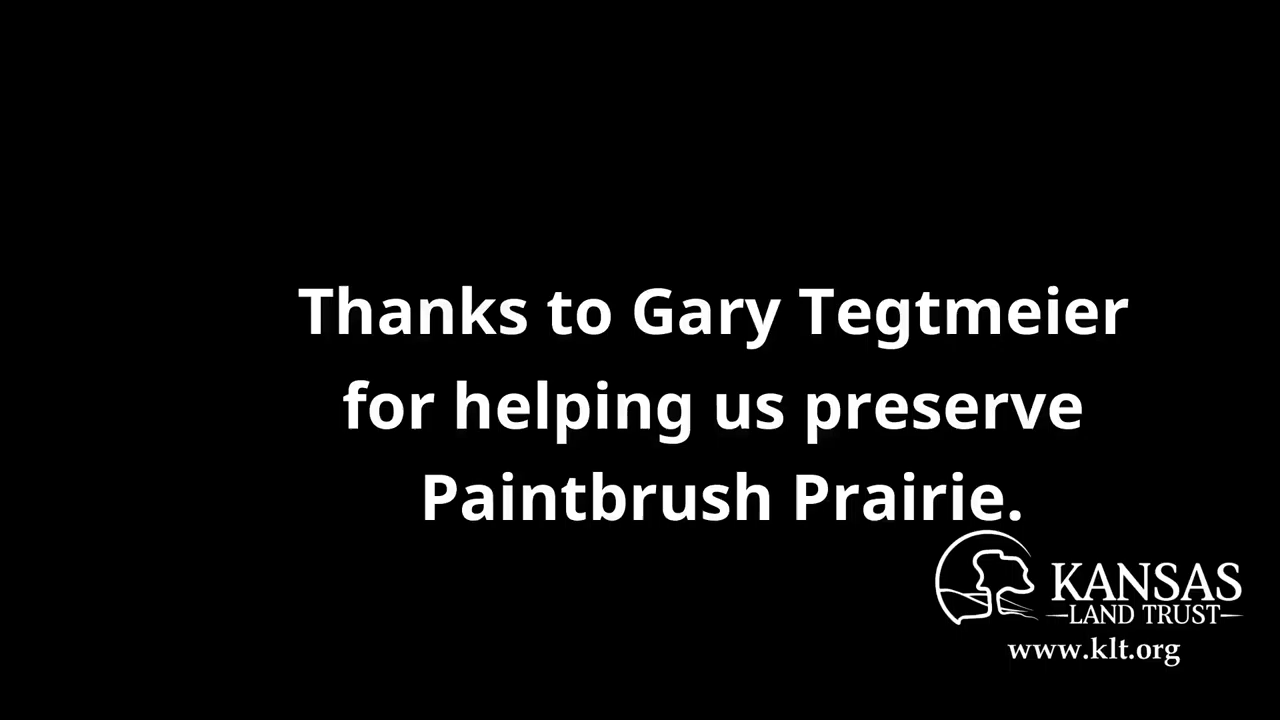 Thanks to Gary Tegtmeier
for helping us preserve
Paintbrush Prairie.
KANSAS
LAND TRUST
www.klt.org